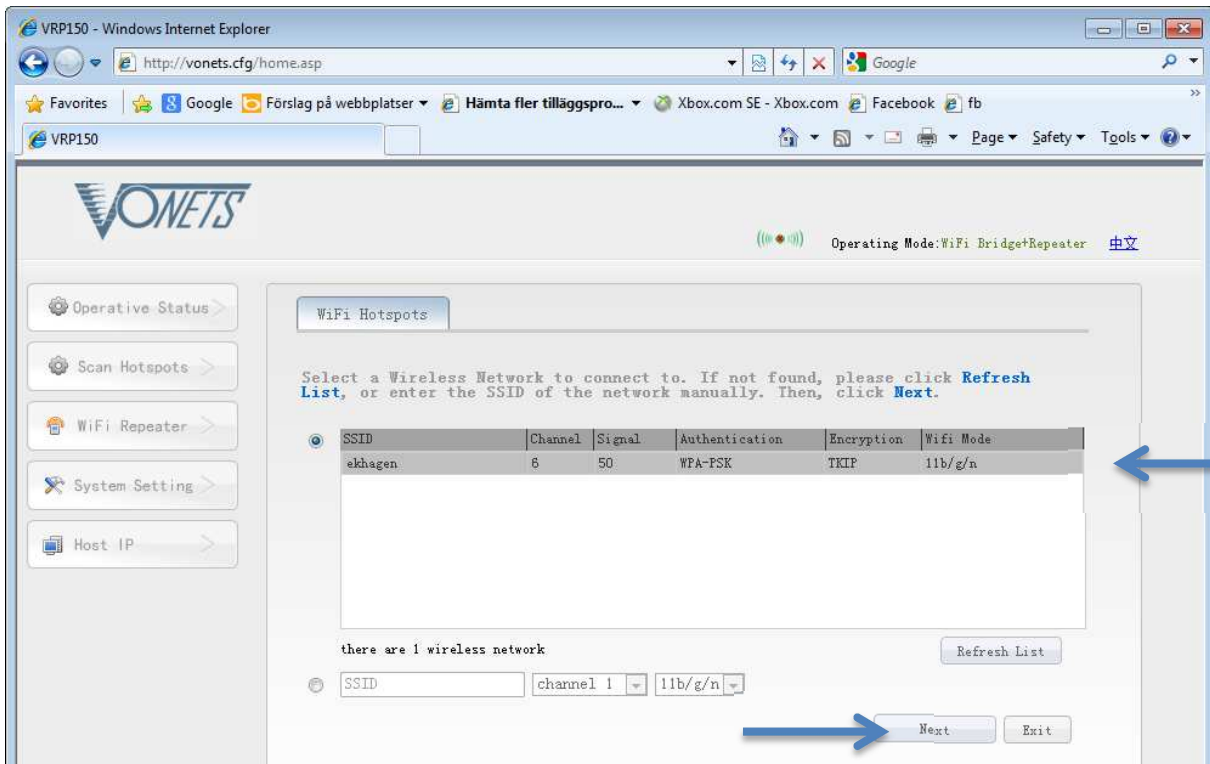 VRP150 - Windows Internet Explorer
http://vonets.cfg/home.asp
Google
Favorites Google Förslag på webbplatser Hämta fler tilläggspro... Xbox.com SE - Xbox.com Facebook fb
VRP150 Page Safety Tools
VONETS
Operating Mode:WiFi Bridge+Repeater 中文
Operative Status
Scan Hotspots
WiFi Repeater
System Setting
Host IP
WiFi Hotspots
Select a Wireless Network to connect to. If not found, please click Refresh
List, or enter the SSID of the network manually. Then, click Next.
SSID Channel Signal Authentication Encryption Wifi Mode
ekhagen 6 50 WPA-PSK TKIP 11b/g/n
there are 1 wireless network
Refresh List
SSID channel 1 11b/g/n
Next Exit